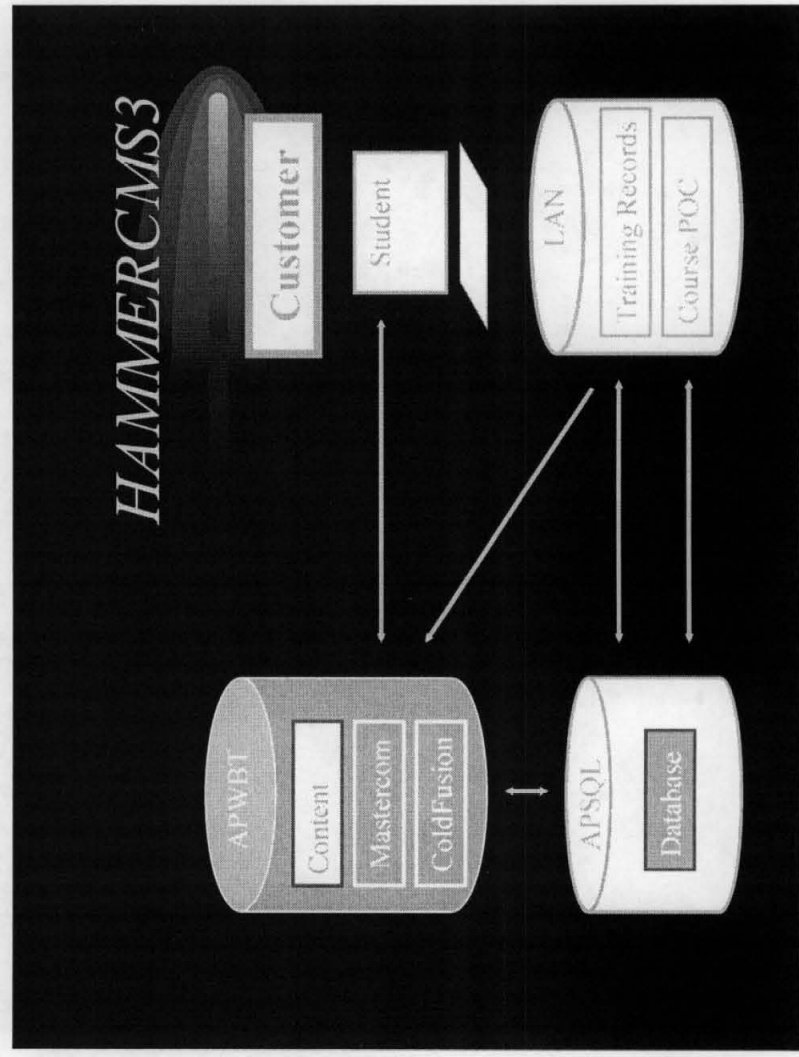 HAMMERCMS3
APWBT
Content
Mastercom
ColdFusion
Customer
Student
APSQL
Database
LAN
Training Records
Course POC